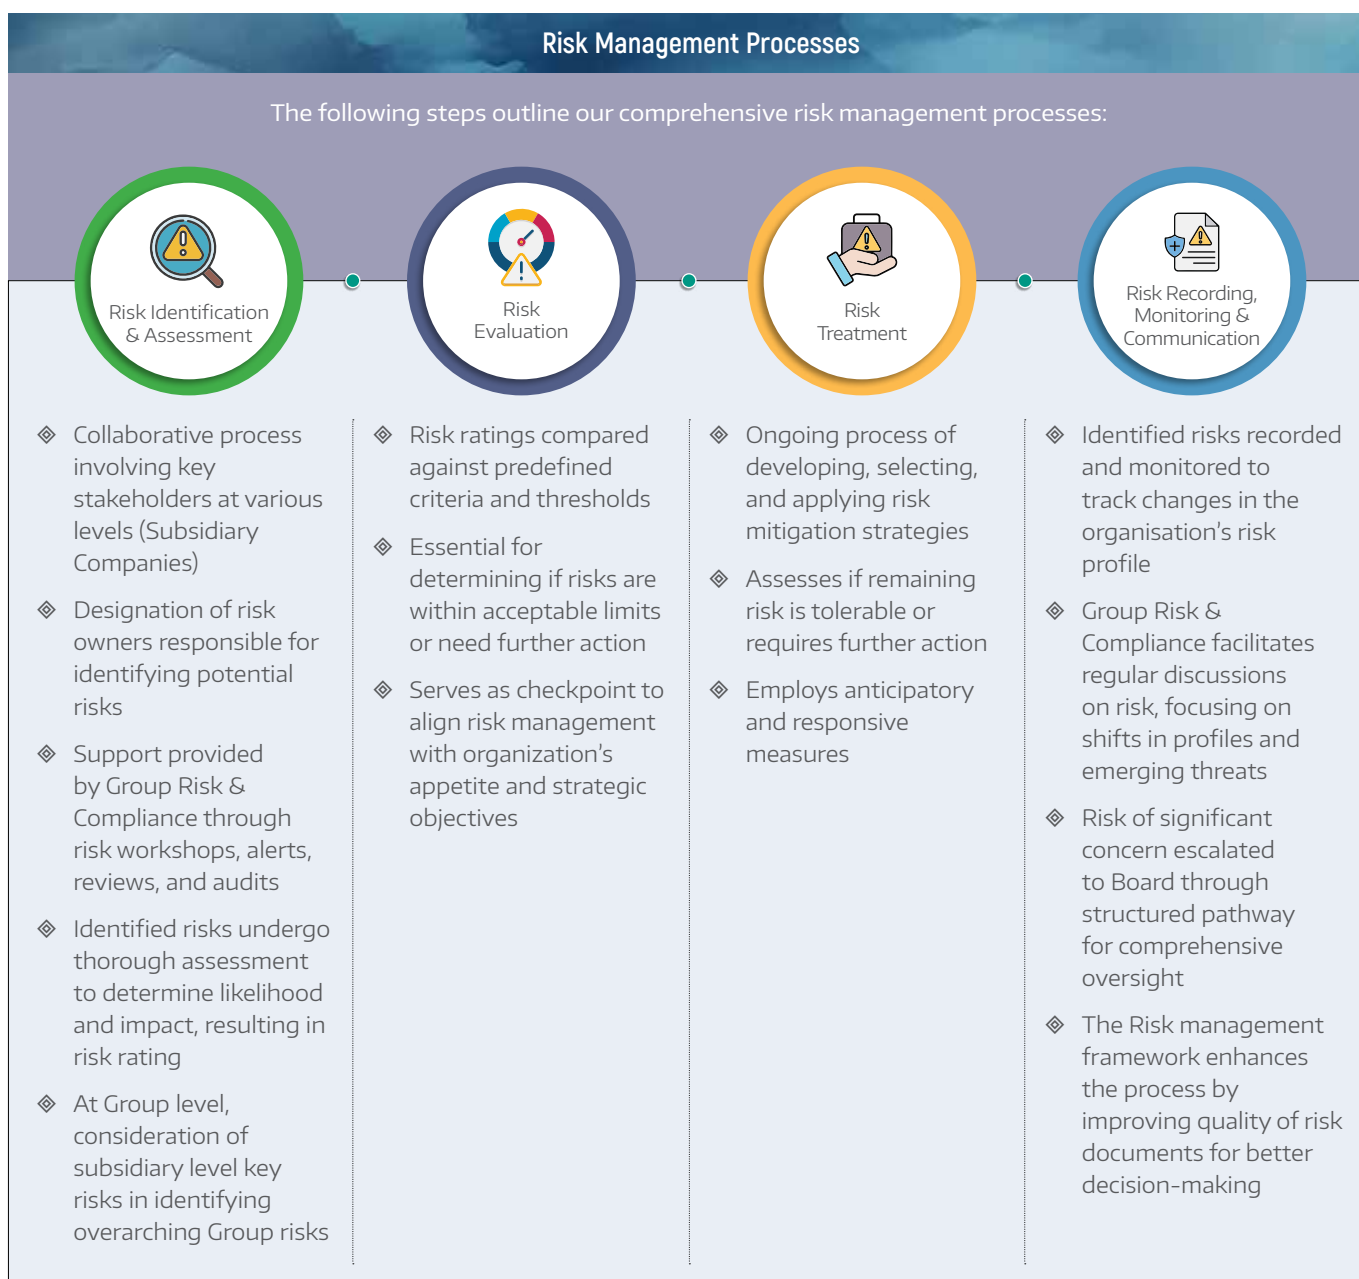 Risk Management Processes
The following steps outline our comprehensive risk management processes:
Risk Identification
& Assessment
Risk
Evaluation
Risk
Treatment
Risk Recording,
Monitoring &
Communication
Collaborative process
involving key
stakeholders at various
levels (Subsidiary
Companies)
Designation of risk
owners responsible for
identifying potential
risks
Support provided
by Group Risk &
Compliance through
risk workshops, alerts,
reviews, and audits
Identified risks undergo
thorough assessment
to determine likelihood
and impact, resulting in
risk rating
At Group level,
consideration of
subsidiary level key
risks in identifying
overarching Group risks
Risk ratings compared
against predefined
criteria and thresholds
Essential for
determining if risks are
within acceptable limits
or need further action
Serves as checkpoint to
align risk management
with organization's
appetite and strategic
objectives
Ongoing process of
developing, selecting,
and applying risk
mitigation strategies
Assesses if remaining
risk is tolerable or
requires further action
Employs anticipatory
and responsive
measures
Identified risks recorded
and monitored to
track changes in the
organisation's risk
profile
Group Risk &
Compliance facilitates
regular discussions
on risk, focusing on
shifts in profiles and
emerging threats
Risk of significant
concern escalated
to Board through
structured pathway
for comprehensive
oversight
The Risk management
framework enhances
the process by
improving quality of risk
documents for better
decision-making